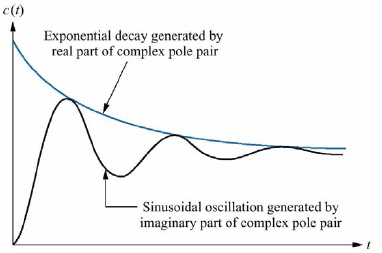 c(t)
Exponential decay generated by
real part of complex pole pair
Sinusoidal oscillation generated by
imaginary part of complex pole pair
t